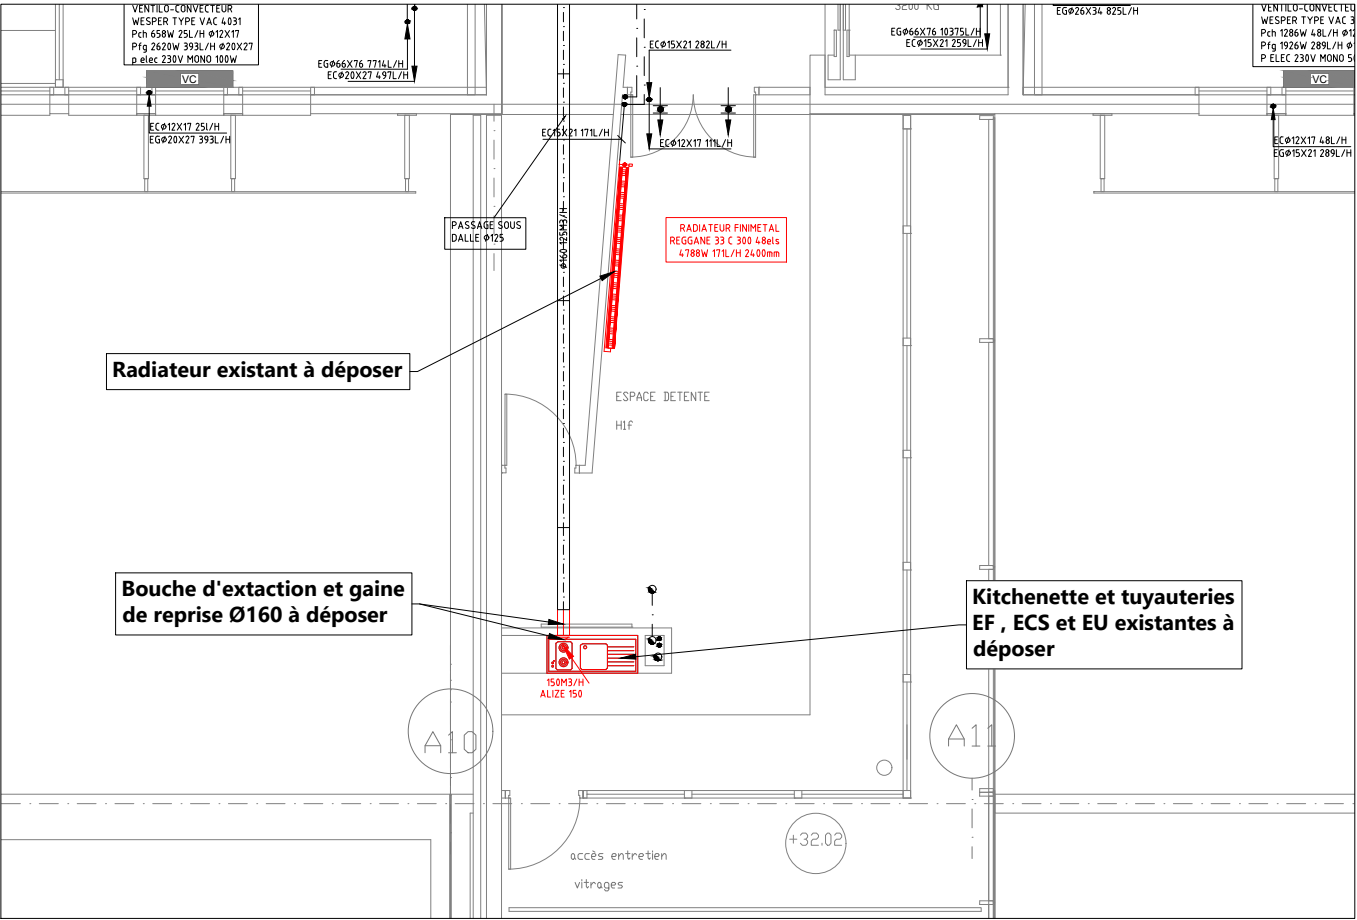 VENTILO-CONVECTEUR
WESPER TYPE VAC 4031
Pch 658W 25L/H Ø12X17
Pfg 2620W 393L/H Ø20X27
p elec 230V MONO 100W
VC
EGØ66X76 7714L/H
ECØ20X27 497L/H
ECØ12X17 25l/H
EGØ20X27 393L/H
ECØ15X21 282L/H
EC15X21 171L/H
ECØ12X17 111L/H
3200 KG
EGØ66X76 10375L/H
ECØ15X21 259L/H
EGØ26X34 825L/H
VENTILO-CONVECTEU
WESPER TYPE VAC 3
Pch 1286W 48L/H Ø12
Pfg 1926W 289L/H Ø
P ELEC 230V MONO 5
VC
ECØ12X17 48L/H
EGØ15X21 289L/H
PASSAGE SOUS
DALLE Ø125
Ø160 125M3/H
RADIATEUR FINIMETAL
REGGANE 33 C 300 48els
4788W 171L/H 2400mm
Radiateur existant à déposer
ESPACE DETENTE
H1f
Bouche d'extaction et gaine
de reprise Ø160 à déposer
Kitchenette et tuyauteries
EF , ECS et EU existantes à
déposer
150M3/H
ALIZE 150
A10
A11
+32.02
accès entretien
vitrages